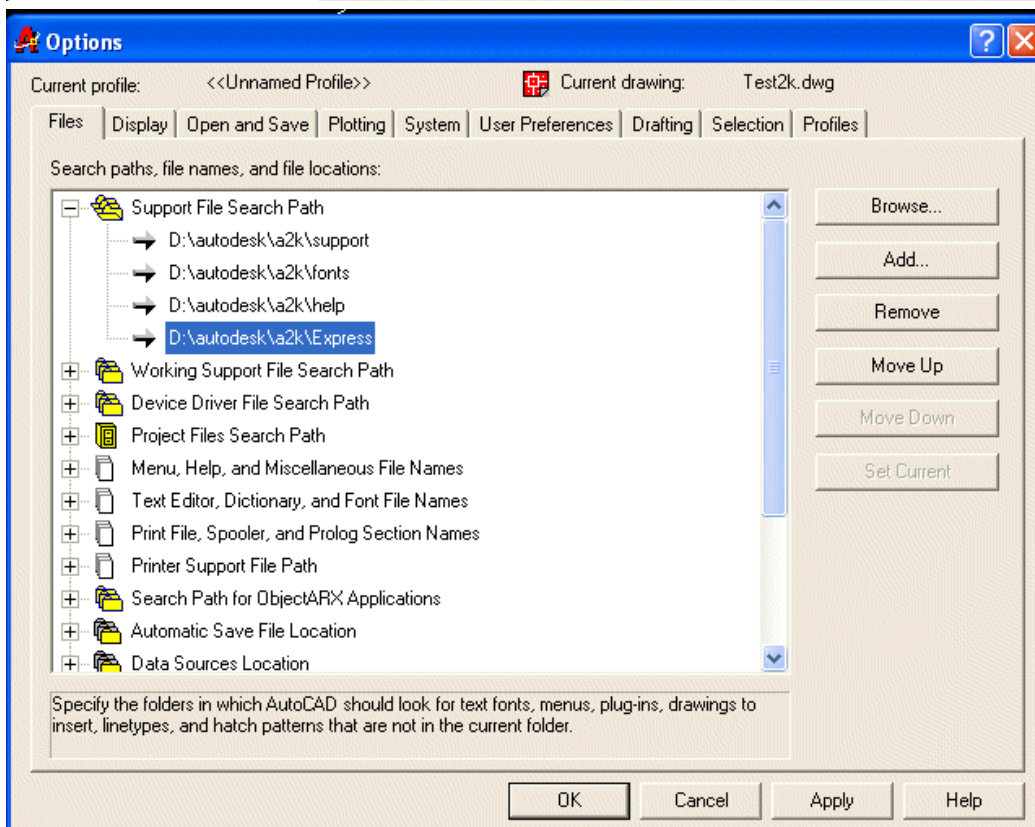 Options
Current profile: <<Unnamed Profile>> Current drawing: Test2k.dwg
Files Display Open and Save Plotting System User Preferences Drafting Selection Profiles
Search paths, file names, and file locations:
Support File Search Path Browse...
D:\autodesk\a2k\support
D:\autodesk\a2k\fonts Add...
D:\autodesk\a2k\help Remove
D:\autodesk\a2k\Express
Working Support File Search Path Move Up
Device Driver File Search Path
Project Files Search Path Move Down
Menu, Help, and Miscellaneous File Names Set Current
Text Editor, Dictionary, and Font File Names
Print File, Spooler, and Prolog Section Names
Printer Support File Path
Search Path for ObjectARX Applications
Automatic Save File Location
Data Sources Location
Specify the folders in which AutoCAD should look for text fonts, menus, plug-ins, drawings to
insert, linetypes, and hatch patterns that are not in the current folder.
OK Cancel Apply Help